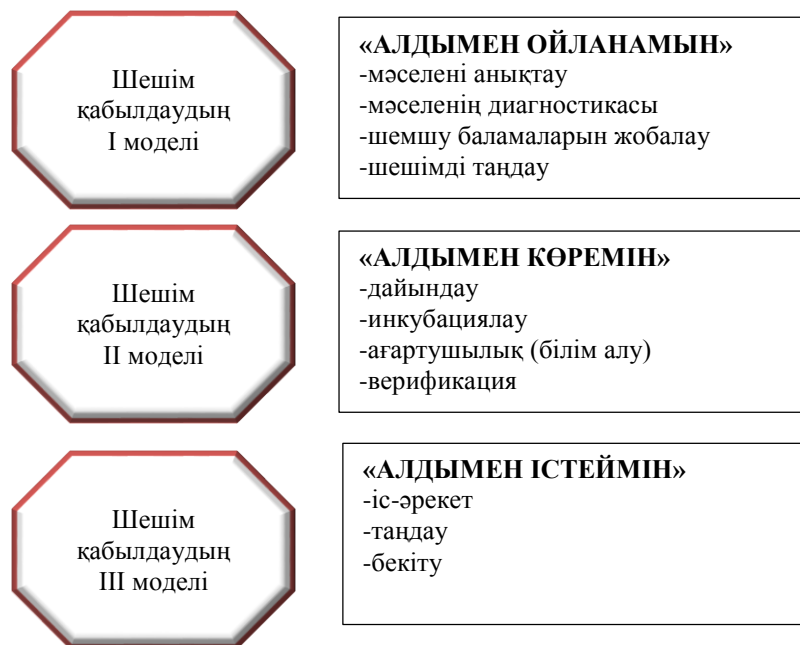 Шешім
қабылдаудың
I моделі
«АЛДЫМЕН ОЙЛАНАМЫН»
-мәселені анықтау
-мәселенің диагностикасы
-шемшу баламаларын жобалау
-шешімді таңдау
Шешім
қабылдаудың
II моделі
«АЛДЫМЕН КӨРЕМІН»
-дайындау
-инкубациялау
-ағартушылық (білім алу)
-верификация
Шешім
қабылдаудың
III моделі
«АЛДЫМЕН ІСТЕЙМІН»
-іс-әрекет
-таңдау
-бекіту